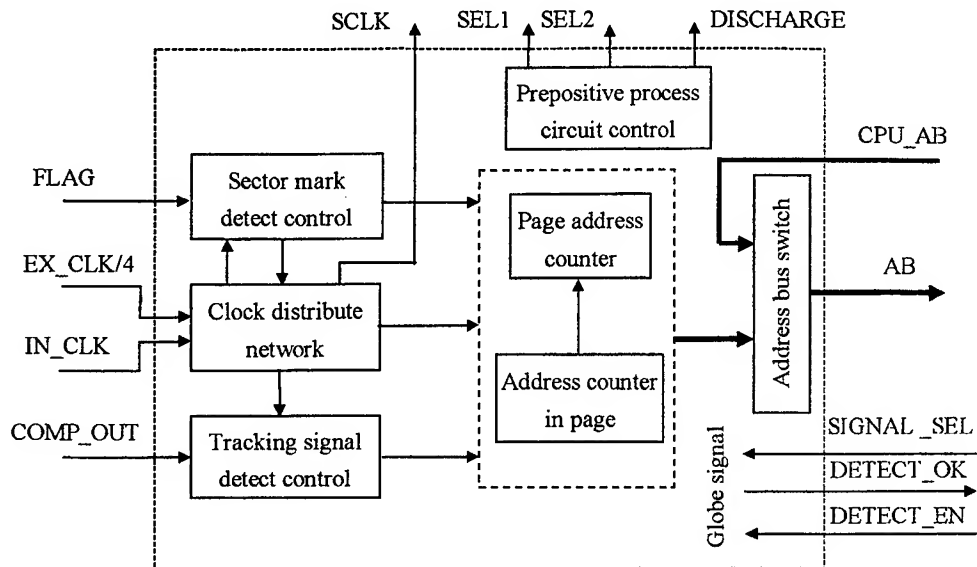 SCLK
SEL1
SEL2
DISCHARGE
Prepositive process
circuit control
CPU_AB
FLAG
Sector mark
detect control
Page address
counter
Address bus switch
AB
EX_CLK/4
Clock distribute
network
IN_CLK
Address counter
in page
COMP_OUT
Tracking signal
detect control
Globe signal
SIGNAL _SEL
DETECT_OK
DETECT_EN